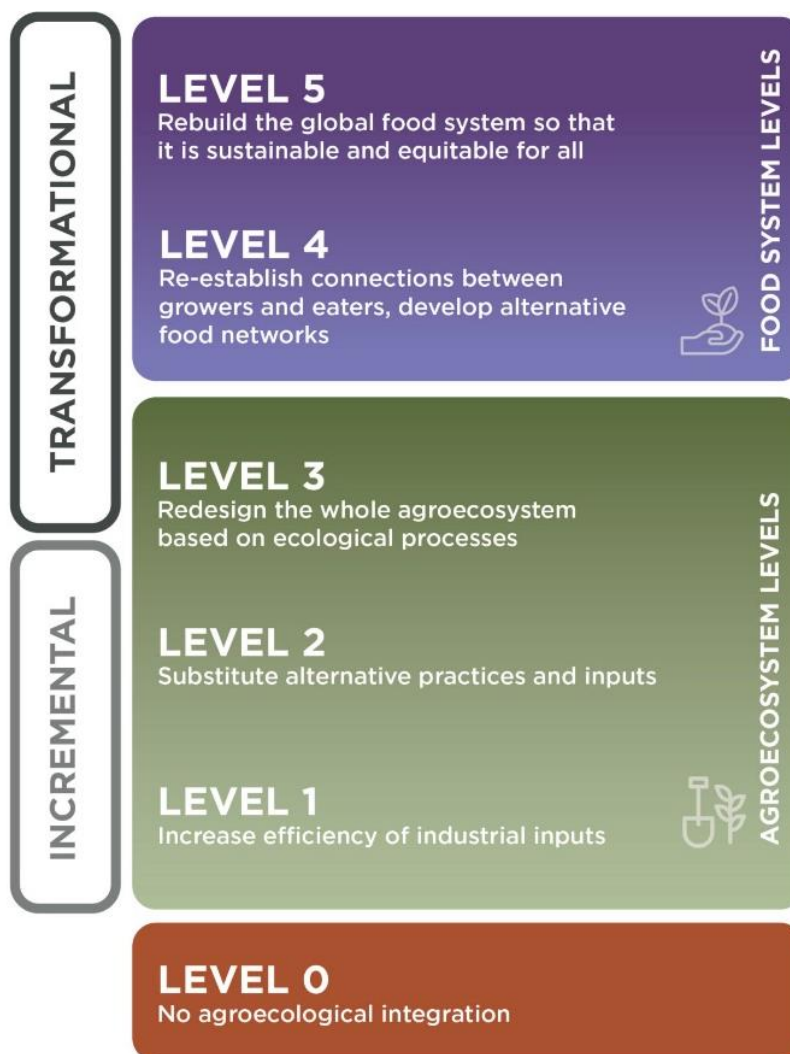 TRANSFORMATIONAL
LEVEL 5
Rebuild the global food system so that
it is sustainable and equitable for all
LEVEL 4
Re-establish connections between
growers and eaters, develop alternative
food networks
FOOD SYSTEM LEVELS
INCREMENTAL
LEVEL 3
Redesign the whole agroecosystem
based on ecological processes
LEVEL 2
Substitute alternative practices and inputs
LEVEL 1
Increase efficiency of industrial inputs
AGROECOSYSTEM LEVELS
LEVEL 0
No agroecological integration